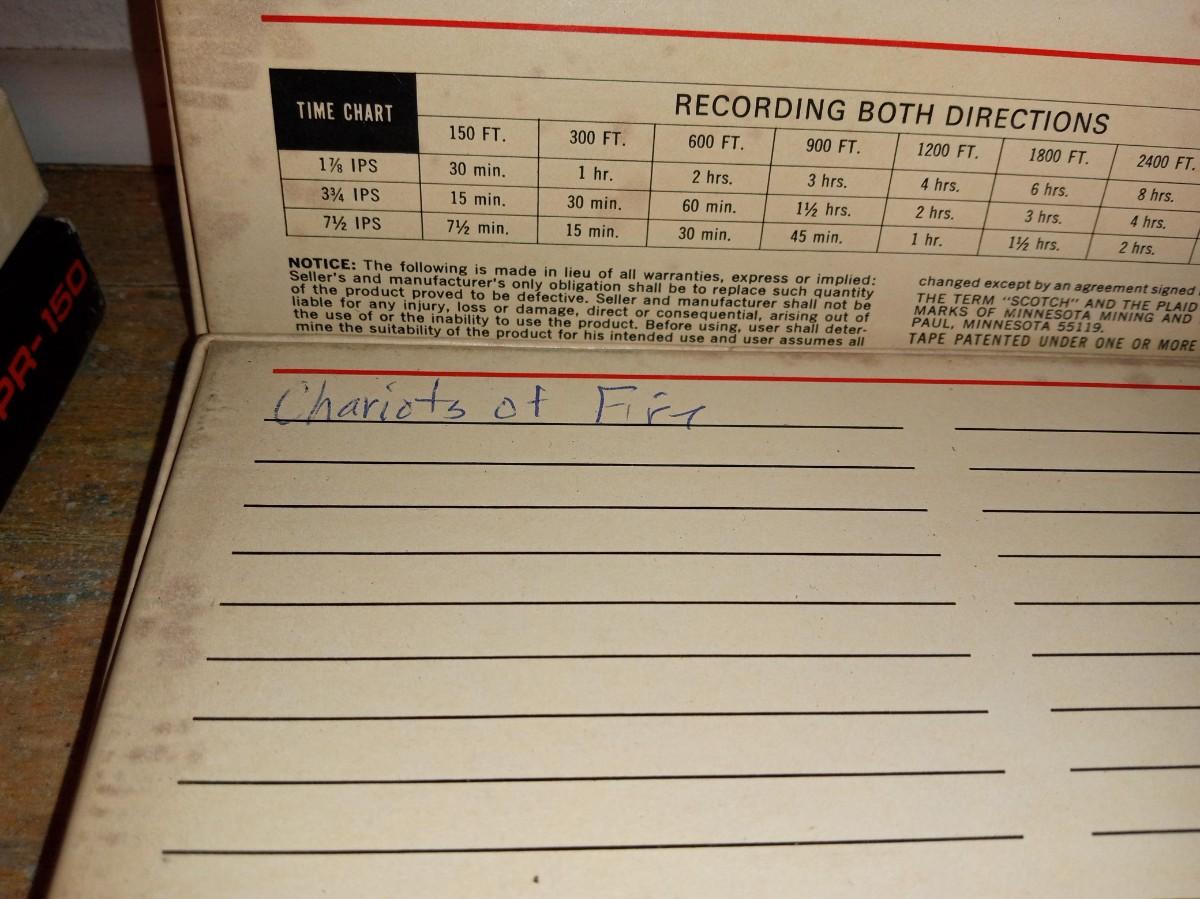 TIME CHART
RECORDING BOTH DIRECTIONS
150 FT. 300 FT. 600 FT. 900 FT. 1200 FT. 1800 FT. 2400 FT.
1⅞ IPS 30 min. 1 hr. 2 hrs. 3 hrs. 4 hrs. 6 hrs. 8 hrs.
3¾ IPS 15 min. 30 min. 60 min. 1½ hrs. 2 hrs. 3 hrs. 4 hrs.
7½ IPS 7½ min. 15 min. 30 min. 45 min. 1 hr. 1½ hrs. 2 hrs.
NOTICE: The following is made in lieu of all warranties, express or implied:
Seller's and manufacturer's only obligation shall be to replace such quantity
of the product proved to be defective. Seller and manufacturer shall not be
liable for any injury, loss or damage, direct or consequential, arising out of
the use of or the inability to use the product. Before using, user shall deter-
mine the suitability of the product for his intended use and user assumes all
changed except by an agreement signed
THE TERM "SCOTCH" AND THE PLAID
MARKS OF MINNESOTA MINING AND
PAUL, MINNESOTA 55119.
TAPE PATENTED UNDER ONE OR MORE
Chariots of Fire
PR-150